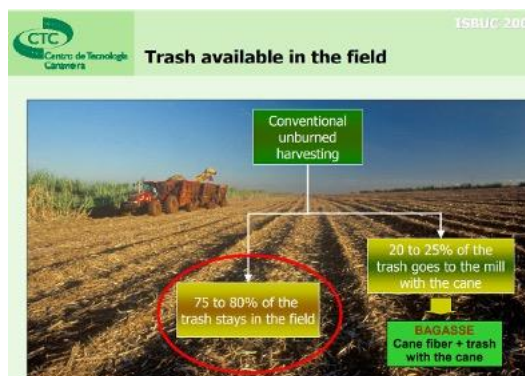 CTC
Centro de Tecnologia
Canavieira
Trash available in the field
Conventional
unburned
harvesting
75 to 80% of the
trash stays in the field
20 to 25% of the
trash goes to the mill
with the cane
BAGASSE
Cane fiber + trash
with the cane